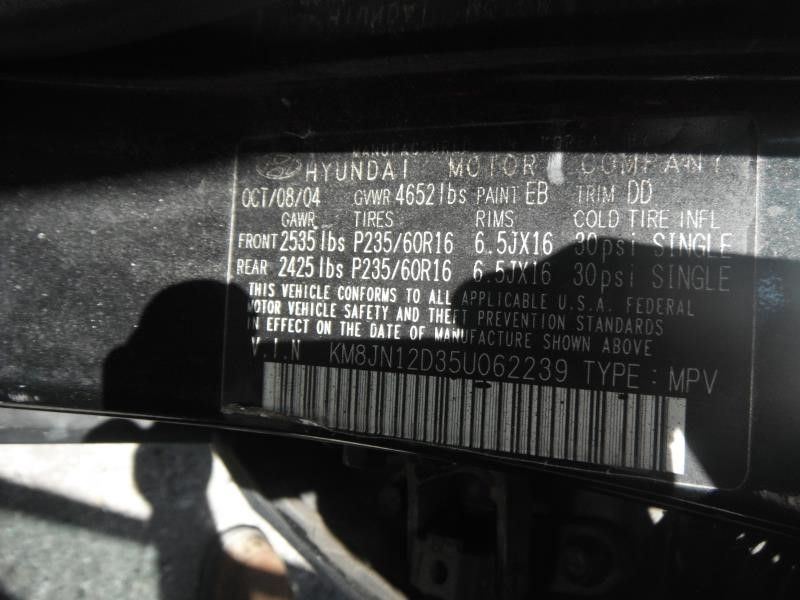 HYUNDAI MOTOR COMPANY
OCT/08/04 GVWR 4652lbs PAINT EB TRIM DD
GAWR TIRES RIMS COLD TIRE INFL
FRONT 2535lbs P235/60R16 6.5JX16 30psi SINGLE
REAR 2425lbs P235/60R16 6.5JX16 30psi SINGLE
THIS VEHICLE CONFORMS TO ALL APPLICABLE U.S.A. FEDERAL
MOTOR VEHICLE SAFETY AND THEFT PREVENTION STANDARDS
IN EFFECT ON THE DATE OF MANUFACTURE SHOWN ABOVE
V.I.N KM8JN12D35U062239 TYPE : MPV